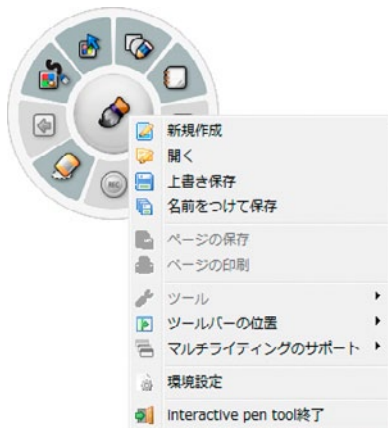 REC
新規作成
開く
上書き保存
名前をつけて保存
ページの保存
ページの印刷
ツール
ツールバーの位置
マルチライティングのサポート
環境設定
Interactive pen tool終了